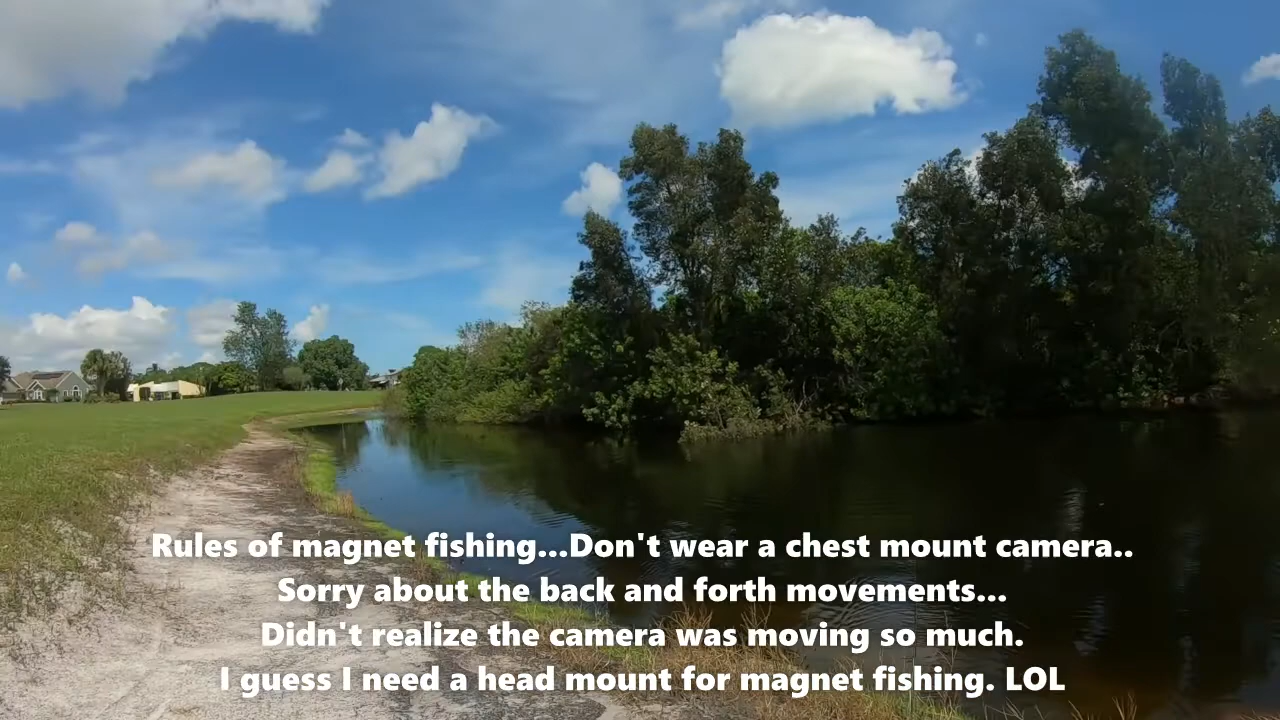 Rules of magnet fishing...Don't wear a chest mount camera..
Sorry about the back and forth movements...
Didn't realize the camera was moving so much.
I guess I need a head mount for magnet fishing. LOL